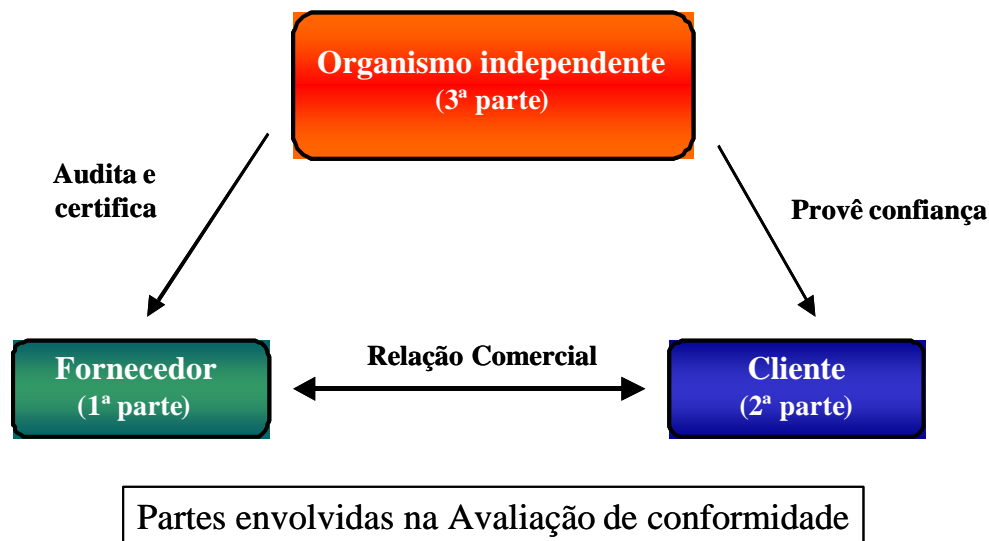 Organismo independente
(3ª parte)
Audita e
certifica
Provê confiança
Fornecedor
(1ª parte)
Relação Comercial
Cliente
(2ª parte)
Partes envolvidas na Avaliação de conformidade